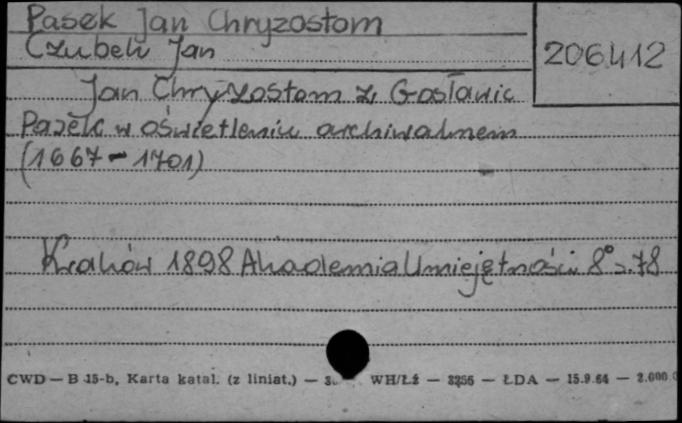 Pasek Jan Chryzostom
Czubek Jan
206412
Jan Chryzostom z Gosławic
Pasek w oświetleniu archiwalnem
(1667-1701)
Kraków 1898 Akademia Umiejętności 8° s. 78
CWD — B 15-b, Karta katal. (z liniat.) — WH/Łź — 3256 — ŁDA — 15.9.64 — 2.000